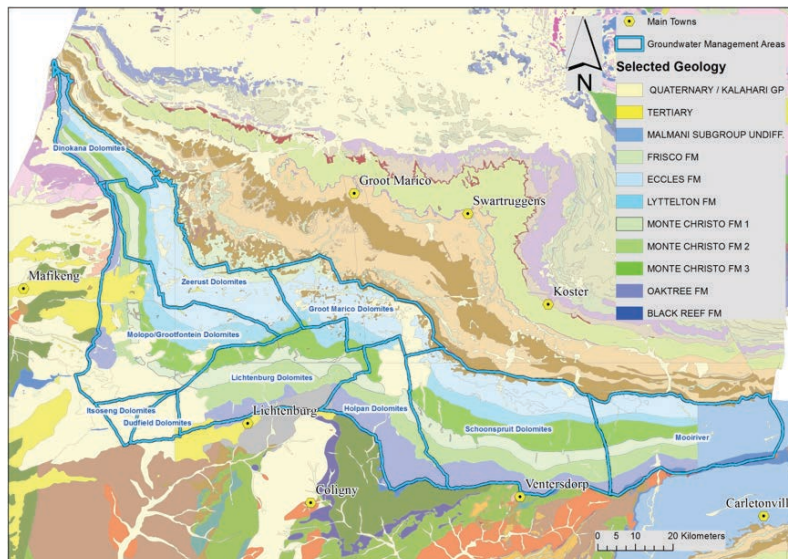 Main Towns
Groundwater Management Areas
Selected Geology
N
QUATERNARY / KALAHARI GP
TERTIARY
MALMANI SUBGROUP UNDIFF.
FRISCO FM
ECCLES FM
LYTTELTON FM
MONTE CHRISTO FM 1
MONTE CHRISTO FM 2
MONTE CHRISTO FM 3
OAKTREE FM
BLACK REEF FM
Dinokana Dolomites
Groot Marico
Swartruggens
Mafikeng
Zeerust Dolomites
Koster
Groot Marico Dolomites
Molopo/Grootfontein Dolomites
Lichtenburg Dolomites
Itsoseng Dolomites
Dudfield Dolomites
Lichtenburg
Holpan Dolomites
Schoonspruit Dolomites
Mooiriver
Coligny
Ventersdorp
Carletonvill
0 5 10 20 Kilometers